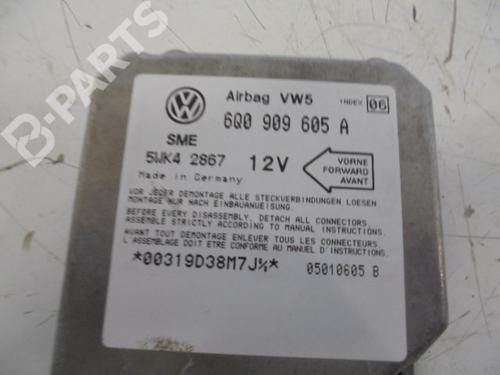 B-PARTS
Airbag VW5
INDEX 06
6Q0 909 605 A
SME
5WK4 2867
12V
Made in Germany
VORNE
FORWARD
AVANT
VOR JEDER DEMONTAGE ALLE STECKVERBINDUNGEN LOESEN
MONTAGE NUR NACH EINBAUANWEISUNG
BEFORE EVERY DISASSEMBLY, DETACH ALL CONNECTORS.
ASSEMBLE STRICTLY ACCORDING TO MANUAL INSTRUCTIONS.
AVANT TOUT DEMONTAGE ENLEVER TOUS LES CONNECTEURS.
L ASSEMBLAGE DOIT ETRE CONFORME AU MANUEL D'INSTRUCTIONS.
*00319D38M7J¼*
05010605 B